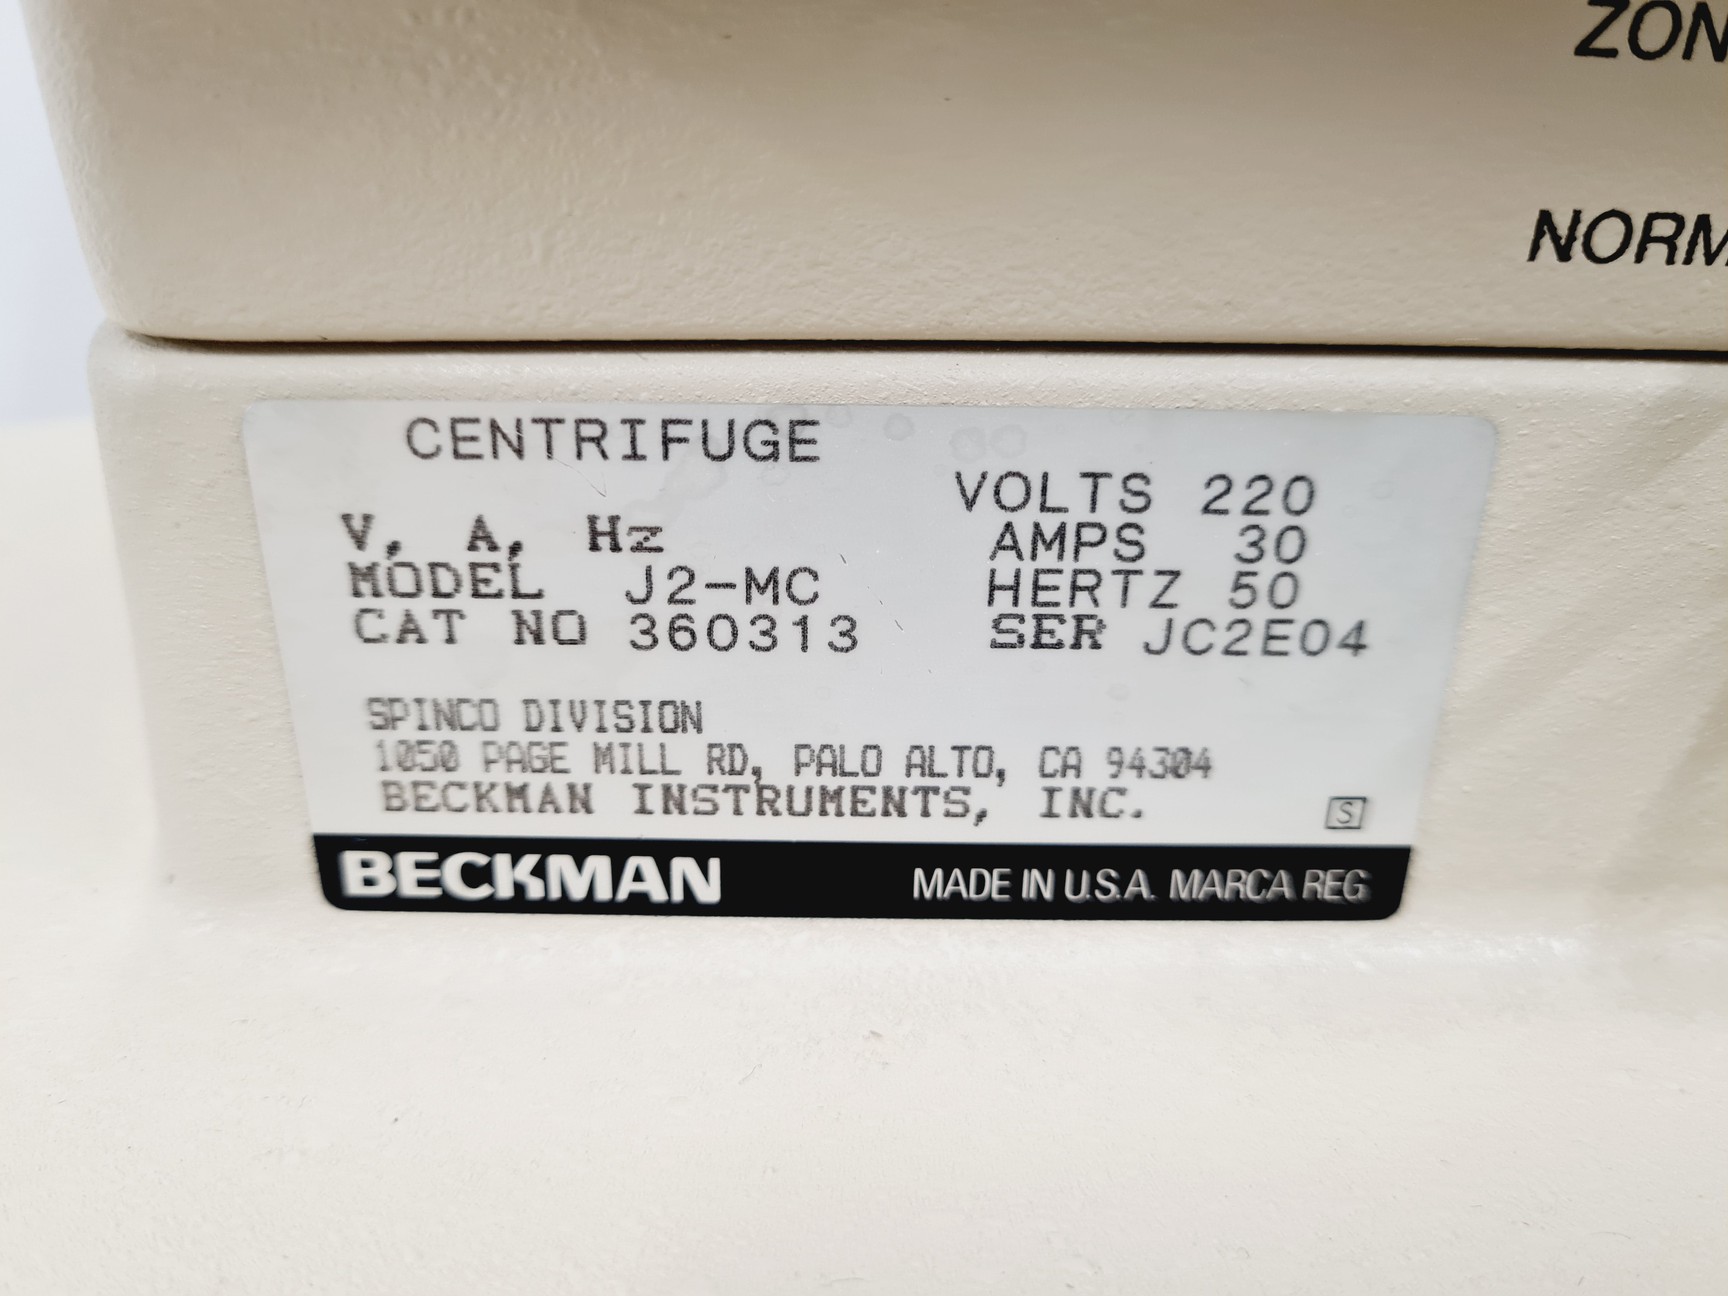 ZON
NORM
CENTRIFUGE
VOLTS 220
V, A, Hz
AMPS 30
MODEL J2-MC
HERTZ 50
CAT NO 360313
SER JC2E04
SPINCO DIVISION
1050 PAGE MILL RD, PALO ALTO, CA 94304
BECKMAN INSTRUMENTS, INC.
S
BECKMAN
MADE IN U.S.A. MARCA REG